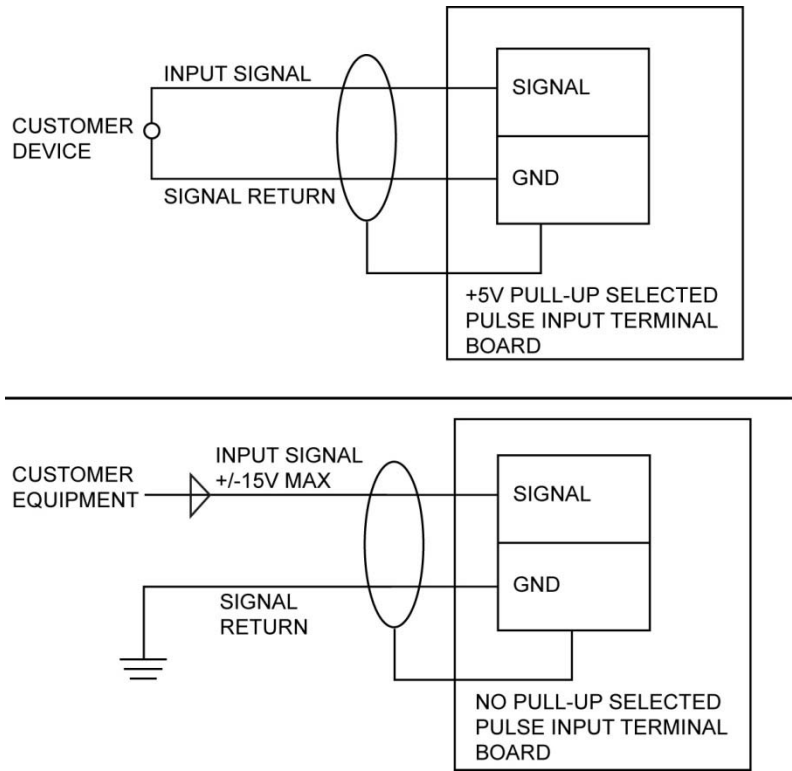 INPUT SIGNAL
SIGNAL
CUSTOMER
DEVICE
GND
SIGNAL RETURN
+5V PULL-UP SELECTED
PULSE INPUT TERMINAL
BOARD
INPUT SIGNAL
+/-15V MAX
CUSTOMER
EQUIPMENT
SIGNAL
GND
SIGNAL
RETURN
NO PULL-UP SELECTED
PULSE INPUT TERMINAL
BOARD